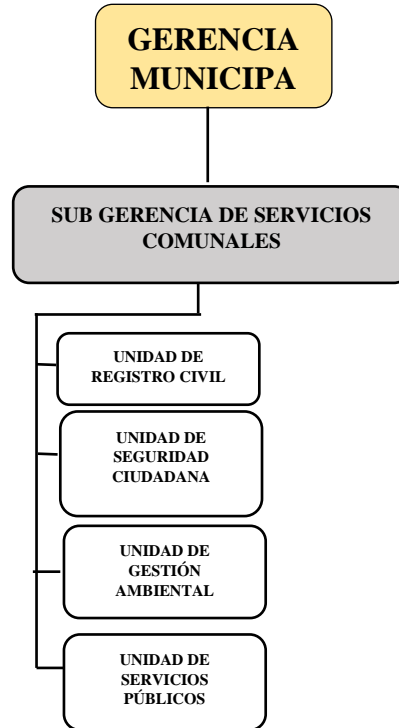 GERENCIA
MUNICIPA
SUB GERENCIA DE SERVICIOS
COMUNALES
UNIDAD DE
REGISTRO CIVIL
UNIDAD DE
SEGURIDAD
CIUDADANA
UNIDAD DE
GESTIÓN
AMBIENTAL
UNIDAD DE
SERVICIOS
PÚBLICOS